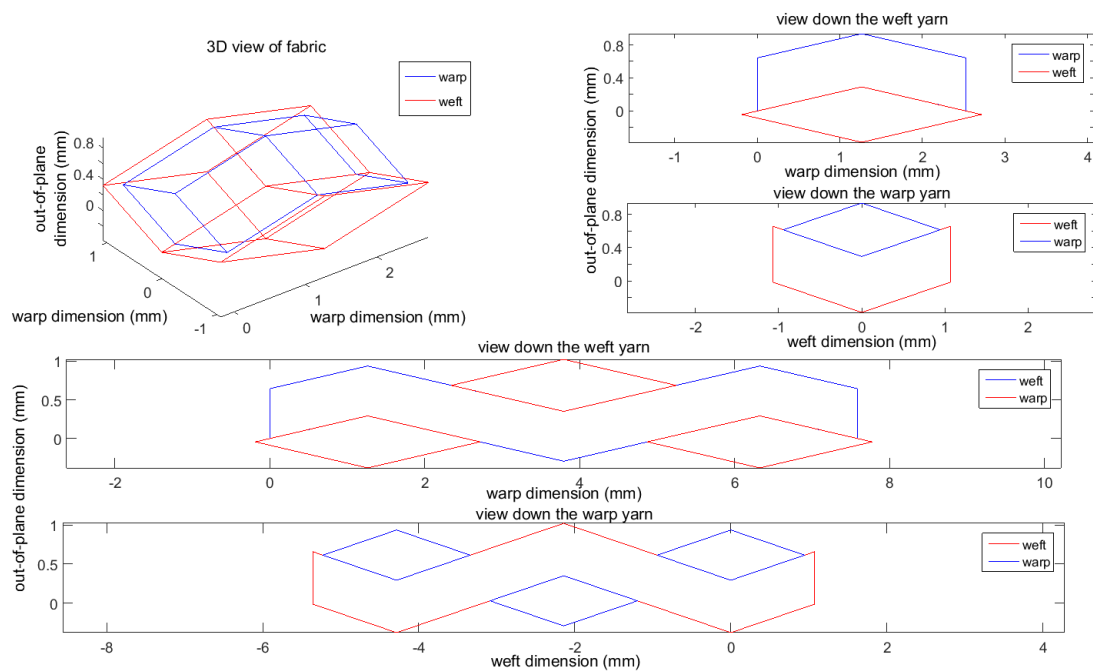 3D view of fabric
warp
weft
out-of-plane
dimension (mm)
0.8
0.4
0
1
0
-1
0
1
2
warp dimension (mm)
warp dimension (mm)
view down the weft yarn
warp
weft
0.8
0.4
0
-1
0
1
2
3
4
warp dimension (mm)
view down the warp yarn
out-of-plane dimension (mm)
weft
warp
0.8
0.4
0
-2
-1
0
1
2
weft dimension (mm)
view down the weft yarn
weft
warp
out-of-plane dimension (mm)
1
0.5
0
-2
0
2
4
6
8
10
warp dimension (mm)
view down the warp yarn
weft
warp
1
0.5
0
-8
-6
-4
-2
0
2
4
weft dimension (mm)